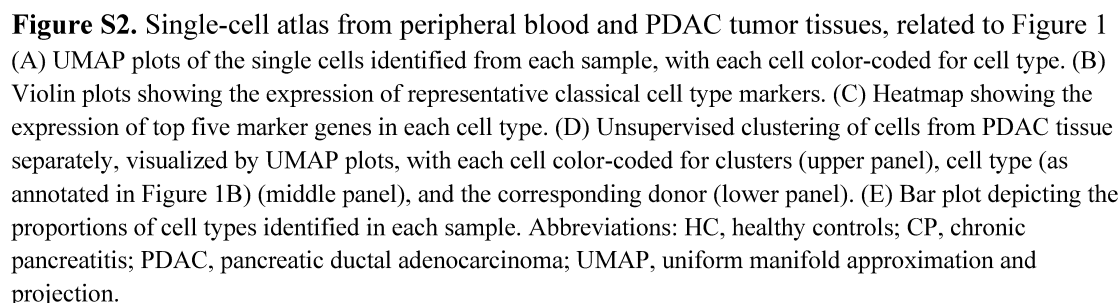 Figure S2. Single-cell atlas from peripheral blood and PDAC tumor tissues, related to Figure 1
(A) UMAP plots of the single cells identified from each sample, with each cell color-coded for cell type. (B)
Violin plots showing the expression of representative classical cell type markers. (C) Heatmap showing the
expression of top five marker genes in each cell type. (D) Unsupervised clustering of cells from PDAC tissue
separately, visualized by UMAP plots, with each cell color-coded for clusters (upper panel), cell type (as
annotated in Figure 1B) (middle panel), and the corresponding donor (lower panel). (E) Bar plot depicting the
proportions of cell types identified in each sample. Abbreviations: HC, healthy controls; CP, chronic
pancreatitis; PDAC, pancreatic ductal adenocarcinoma; UMAP, uniform manifold approximation and
projection.